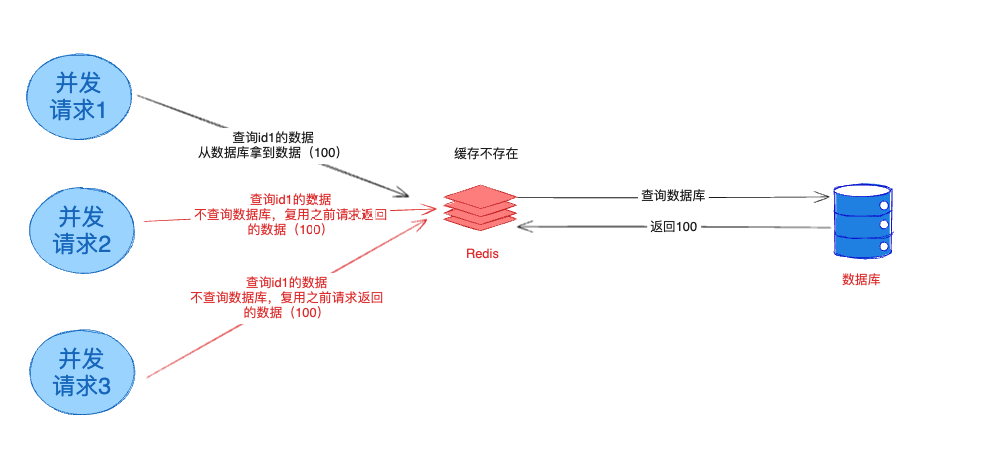 并发
请求1
查询id1的数据
从数据库拿到数据（100）
缓存不存在
并发
请求2
查询id1的数据
不查询数据库，复用之前请求返回
的数据（100）
查询数据库
返回100
Redis
数据库
查询id1的数据
不查询数据库，复用之前请求返回
的数据（100）
并发
请求3